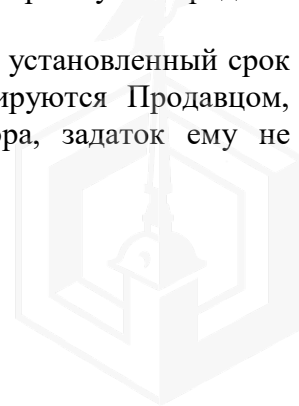 установленный срок
ируются Продавцом,
ра, задаток ему не